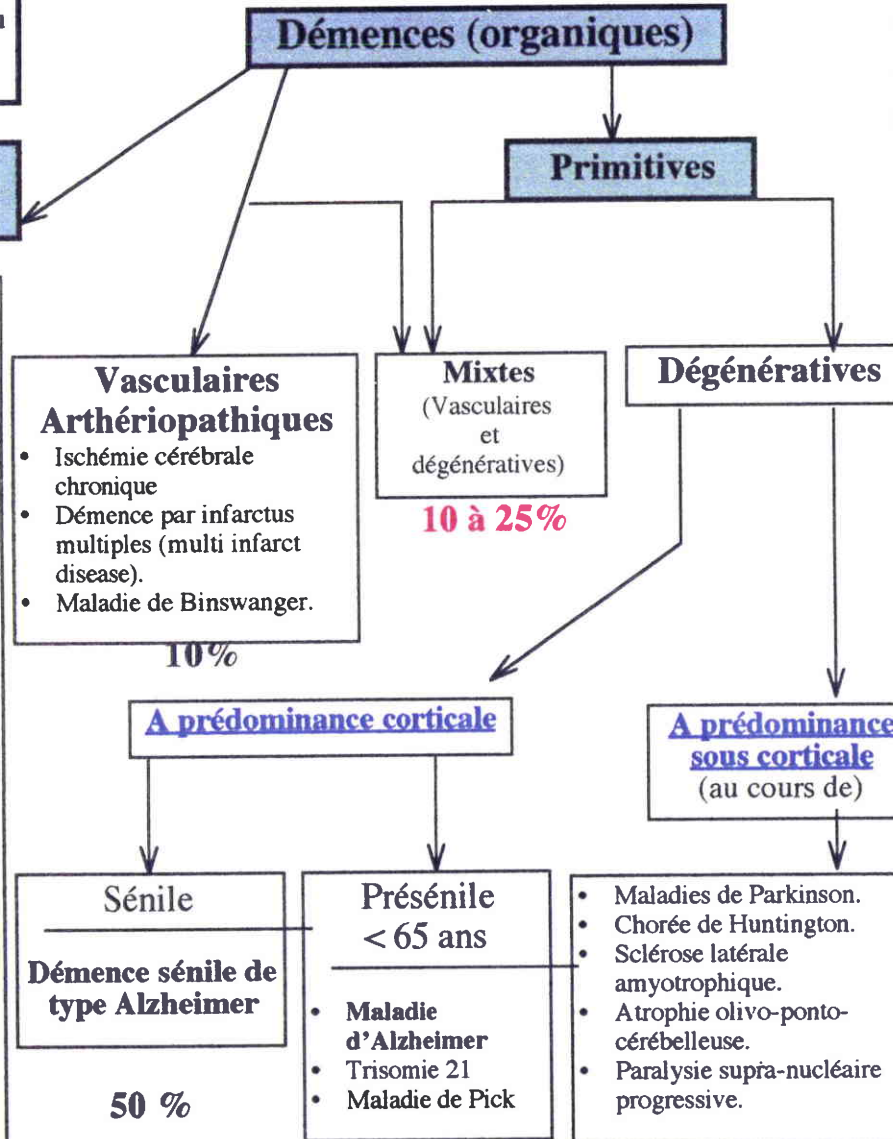 Démences (organiques)
Primitives
Vasculaires
Arthériopathiques
• Ischémie cérébrale
chronique
• Démence par infarctus
multiples (multi infarct
disease).
• Maladie de Binswanger.
10%
Mixtes
(Vasculaires
et
dégénératives)
10 à 25%
Dégénératives
A prédominance corticale
A prédominance
sous corticale
(au cours de)
Sénile
Démence sénile de
type Alzheimer
50 %
Présénile
< 65 ans
• Maladie
d'Alzheimer
• Trisomie 21
• Maladie de Pick
• Maladies de Parkinson.
• Chorée de Huntington.
• Sclérose latérale
amyotrophique.
• Atrophie olivo-ponto-
cérébelleuse.
• Paralysie supra-nucléaire
progressive.